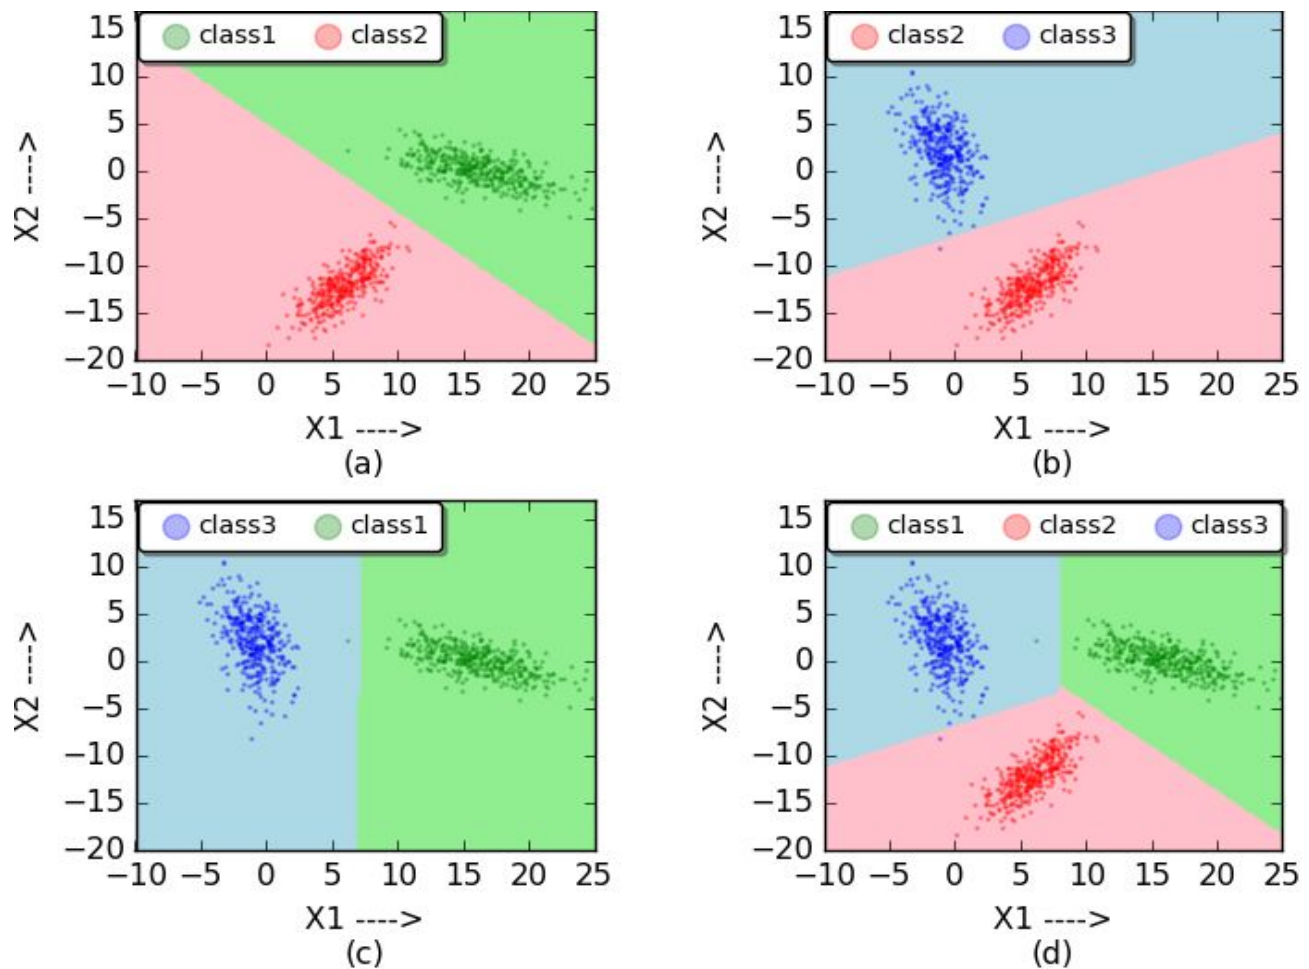 class1 class2
15
10
5
0
−5
−10
−15
−20
X2 ---->
−10 −5 0 5 10 15 20 25
X1 ---->
(a)
class2 class3
15
10
5
0
−5
−10
−15
−20
X2 ---->
−10 −5 0 5 10 15 20 25
X1 ---->
(b)
class3 class1
15
10
5
0
−5
−10
−15
−20
X2 ---->
−10 −5 0 5 10 15 20 25
X1 ---->
(c)
class1 class2 class3
15
10
5
0
−5
−10
−15
−20
X2 ---->
−10 −5 0 5 10 15 20 25
X1 ---->
(d)